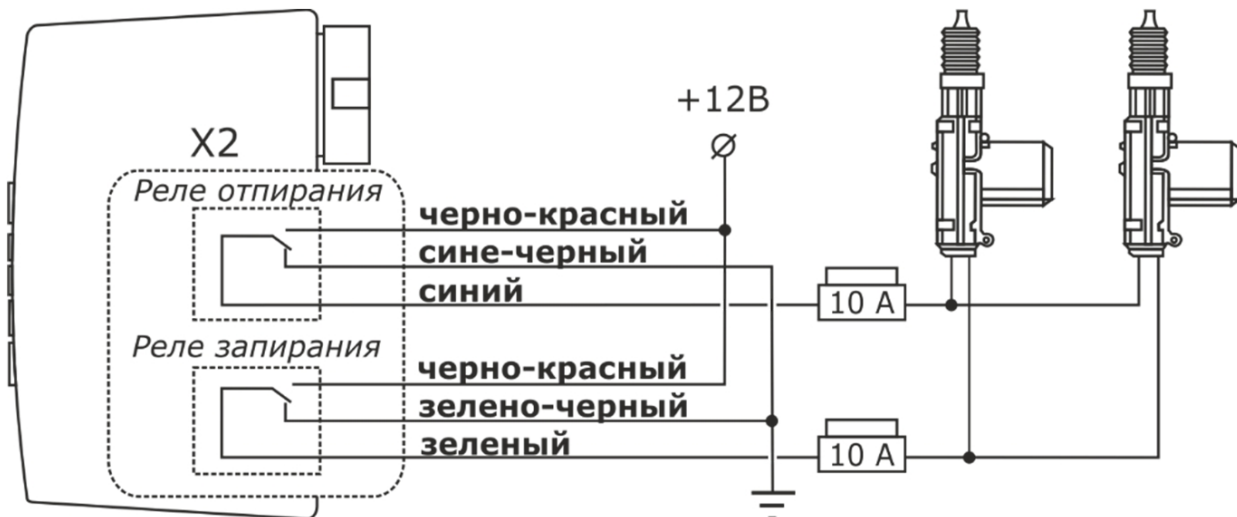 +12В
X2
Реле отпирания
черно-красный
сине-черный
синий
10 А
Реле запирания
черно-красный
зелено-черный
зеленый
10 А